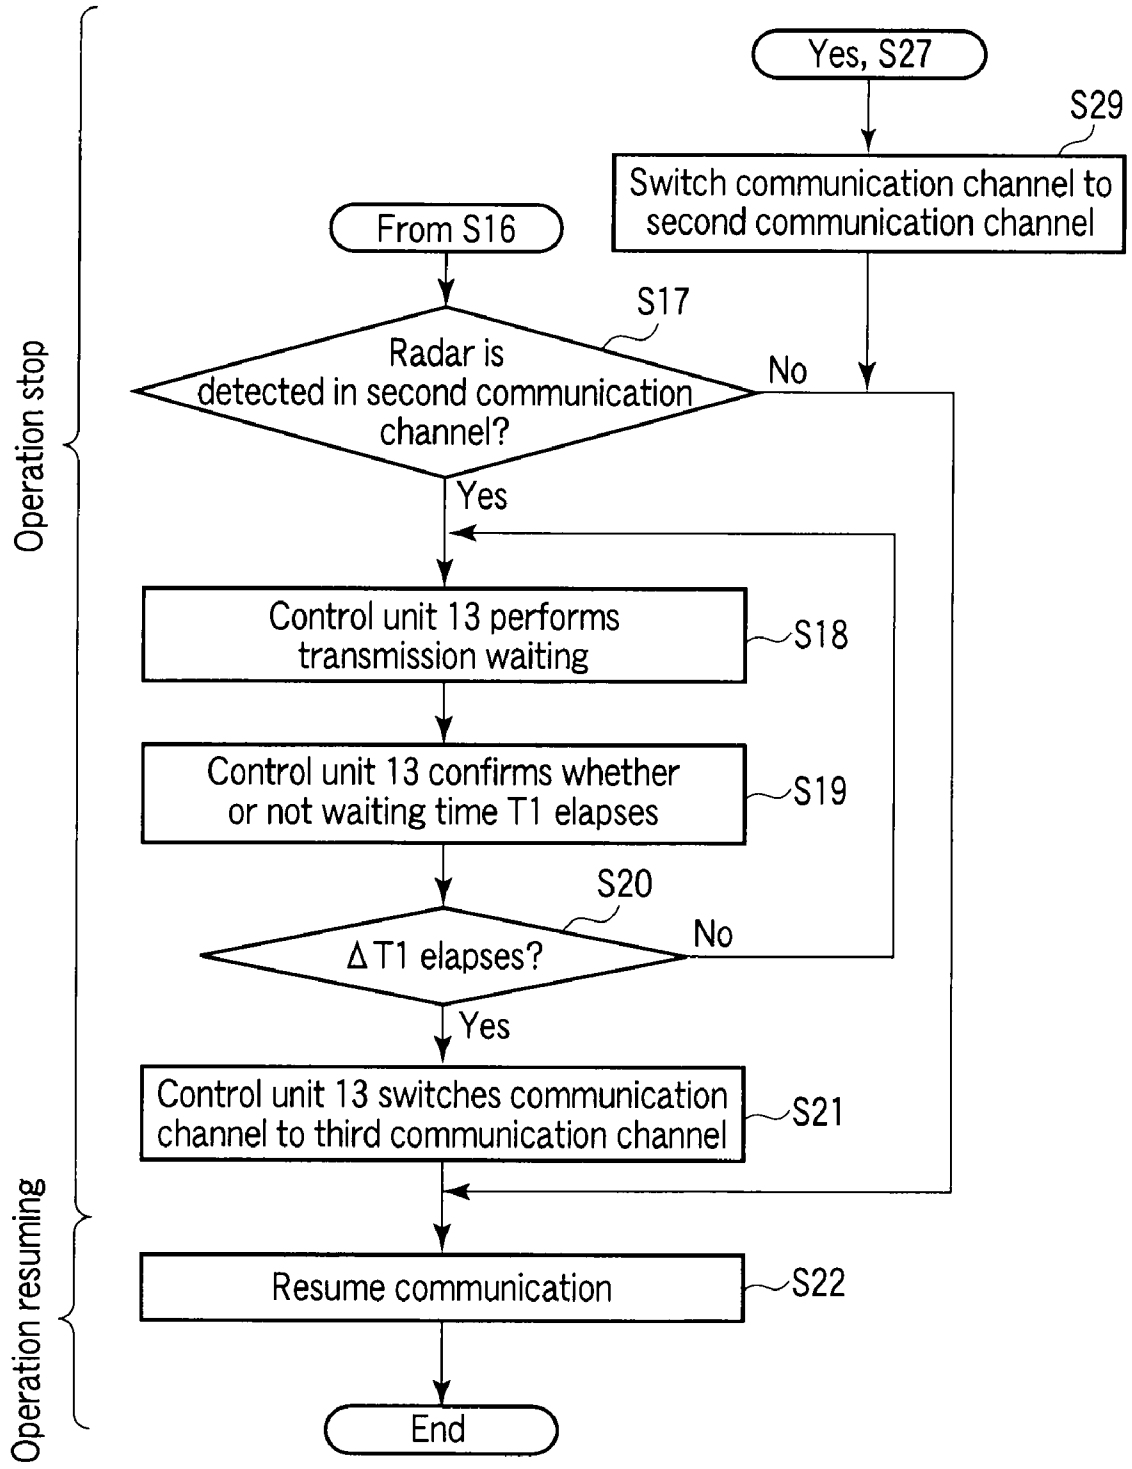 Yes, S27
S29
Switch communication channel to
second communication channel
From S16
S17
Radar is
detected in second communication
channel?
No
Yes
Operation stop
Control unit 13 performs
transmission waiting
S18
Control unit 13 confirms whether
or not waiting time T1 elapses
S19
S20
Δ T1 elapses?
No
Yes
Control unit 13 switches communication
channel to third communication channel
S21
Operation resuming
Resume communication
S22
End